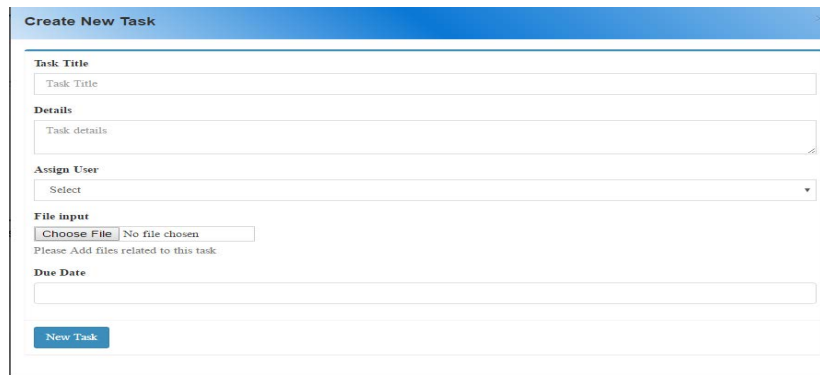 Create New Task
Task Title
Task Title
Details
Task details
Assign User
Select
File input
Choose File No file chosen
Please Add files related to this task
Due Date
New Task